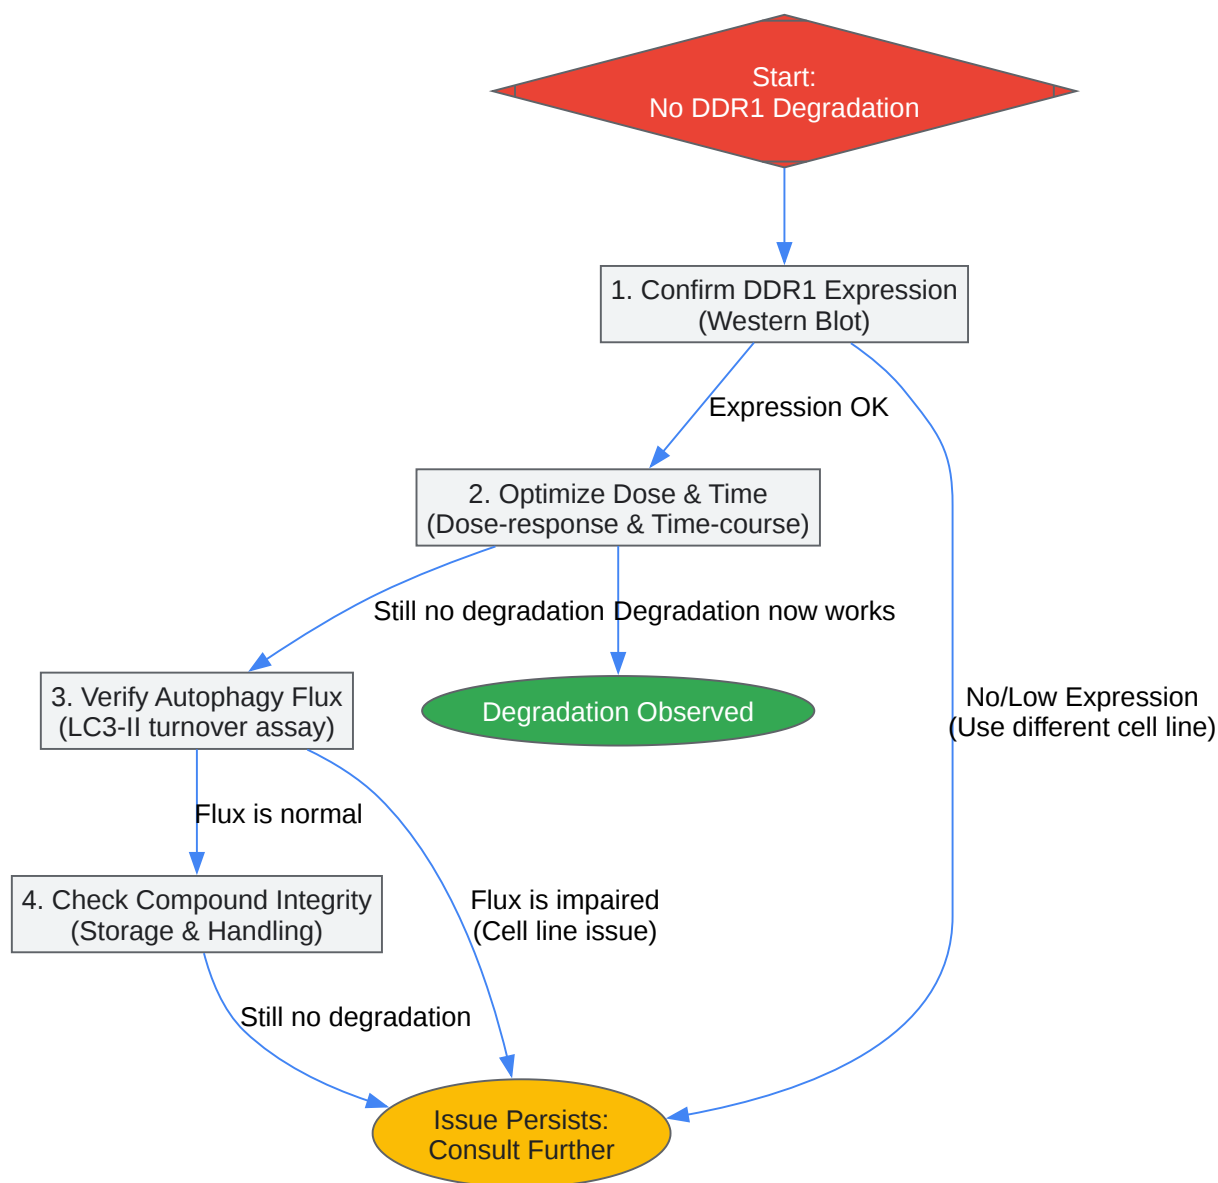 Start:
No DDR1 Degradation
1. Confirm DDR1 Expression
(Western Blot)
Expression OK
2. Optimize Dose & Time
(Dose-response & Time-course)
Still no degradation
Degradation now works
3. Verify Autophagy Flux
(LC3-II turnover assay)
Degradation Observed
No/Low Expression
(Use different cell line)
Flux is normal
4. Check Compound Integrity
(Storage & Handling)
Flux is impaired
(Cell line issue)
Still no degradation
Issue Persists:
Consult Further